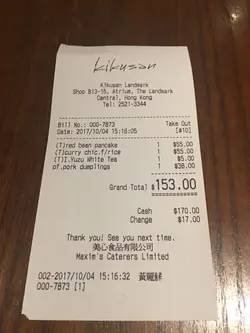 kikusan
Kikusan Landmark
Shop B13-15, Atrium, The Landmark
Central, Hong Kong
Tel: 2521-3344
Bill No.: 000-7873 Take Out
Date: 2017/10/04 15:16:05 [#10]
(T)red bean pancake 1 $55.00
(T)curry chic.f/rice 1 $55.00
(T)I.Yuzu White Tea 1 $5.00
of.pork dumplings 1 $38.00
Grand Total $153.00
Cash $170.00
Change $17.00
Thank you! See you next time.
美心食品有限公司
Maxim's Caterers Limited
002-2017/10/04 15:16:32
000-7873 [1]